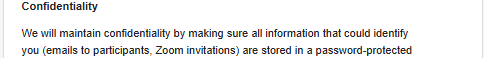 Confidentiality
We will maintain confidentiality by making sure all information that could identify
you (emails to participants, Zoom invitations) are stored in a password-protected